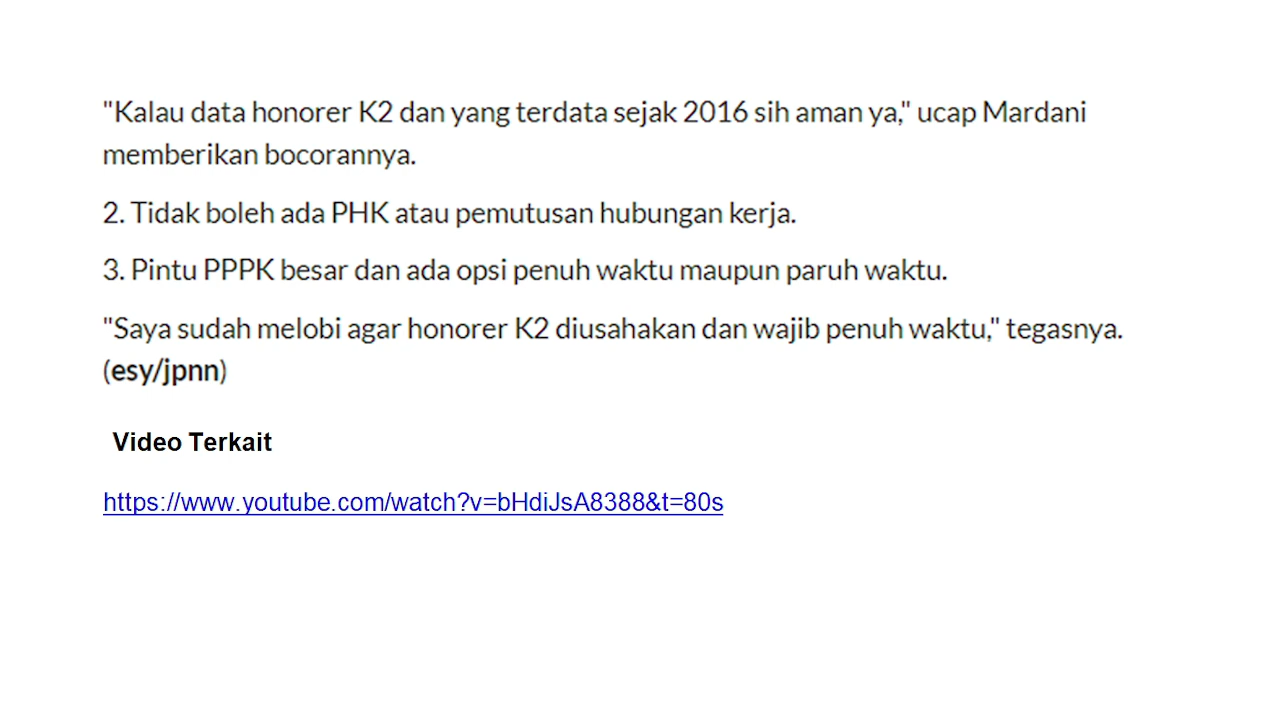 "Kalau data honorer K2 dan yang terdata sejak 2016 sih aman ya," ucap Mardani
memberikan bocorannya.
2. Tidak boleh ada PHK atau pemutusan hubungan kerja.
3. Pintu PPPK besar dan ada opsi penuh waktu maupun paruh waktu.
"Saya sudah melobi agar honorer K2 diusahakan dan wajib penuh waktu," tegasnya.
(esy/jpnn)
Video Terkait
https://www.youtube.com/watch?v=bHdiJsA8388&t=80s